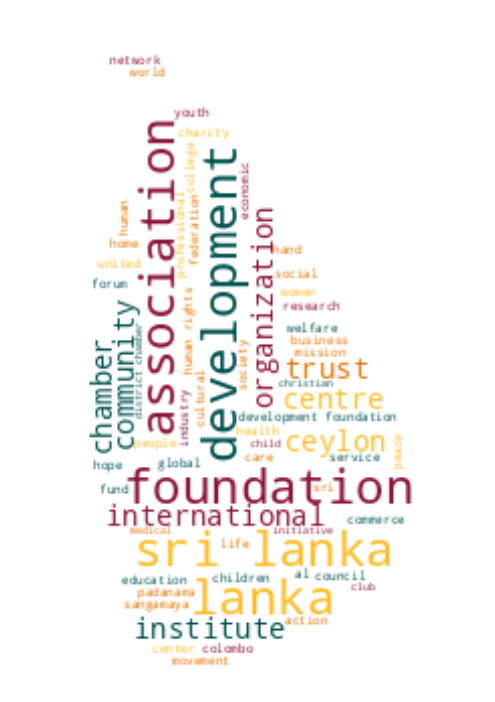 network
world
youth
charity
association
development
college
economic
professional
federation
human
organization
home
hand
united
social
forum
women
human rights
community
research
district chamber
welfare
chamber
business
society
mission
trust
cultural
christian
industry
centre
development foundation
health
people
child
ceylon
peace
care
service
hope
global
foundation
fund
sri
international
commerce
medical
initiative
life
sri lanka
education
children
al
council
club
padanama
lanka
sangamaya
action
institute
center
colombo
movement